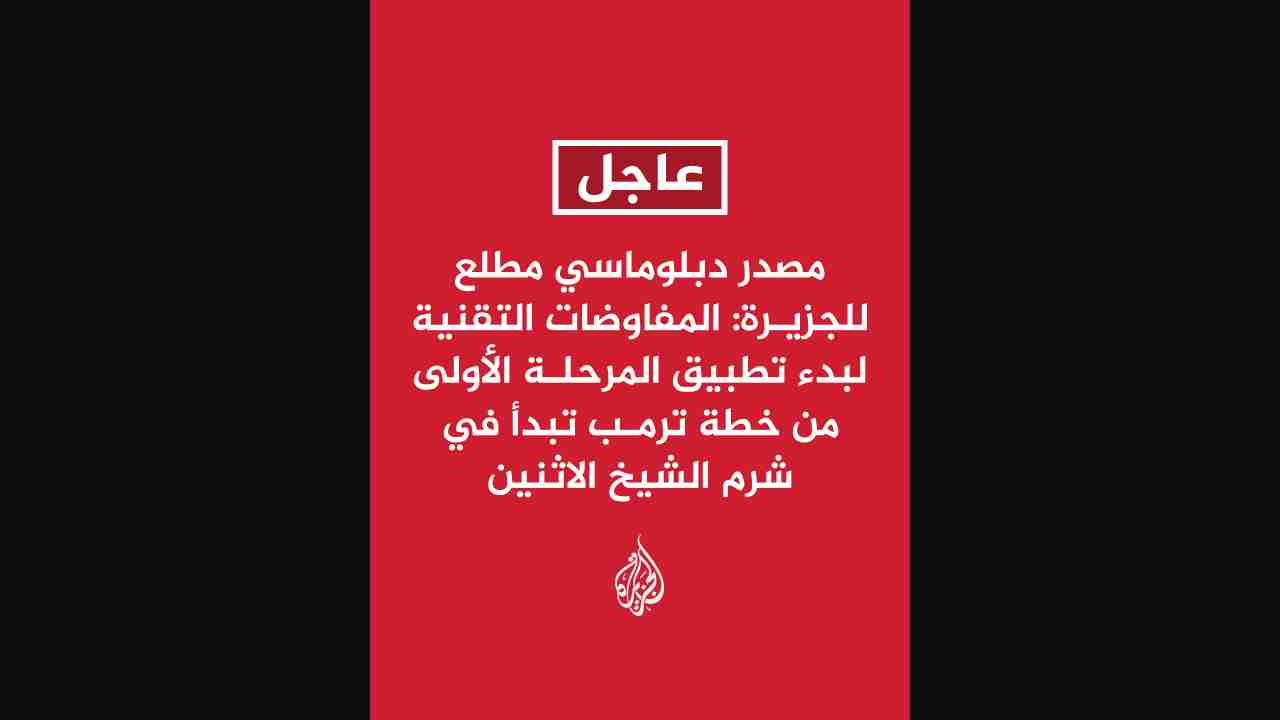 عاجل
مصدر دبلوماسي مطلع
للجزيـرة: المفاوضات التقنية
لبدء تطبيق المرحلـة الأولى
من خطة ترمـب تبدأ في
شرم الشيخ الاثنين
الجزيرة